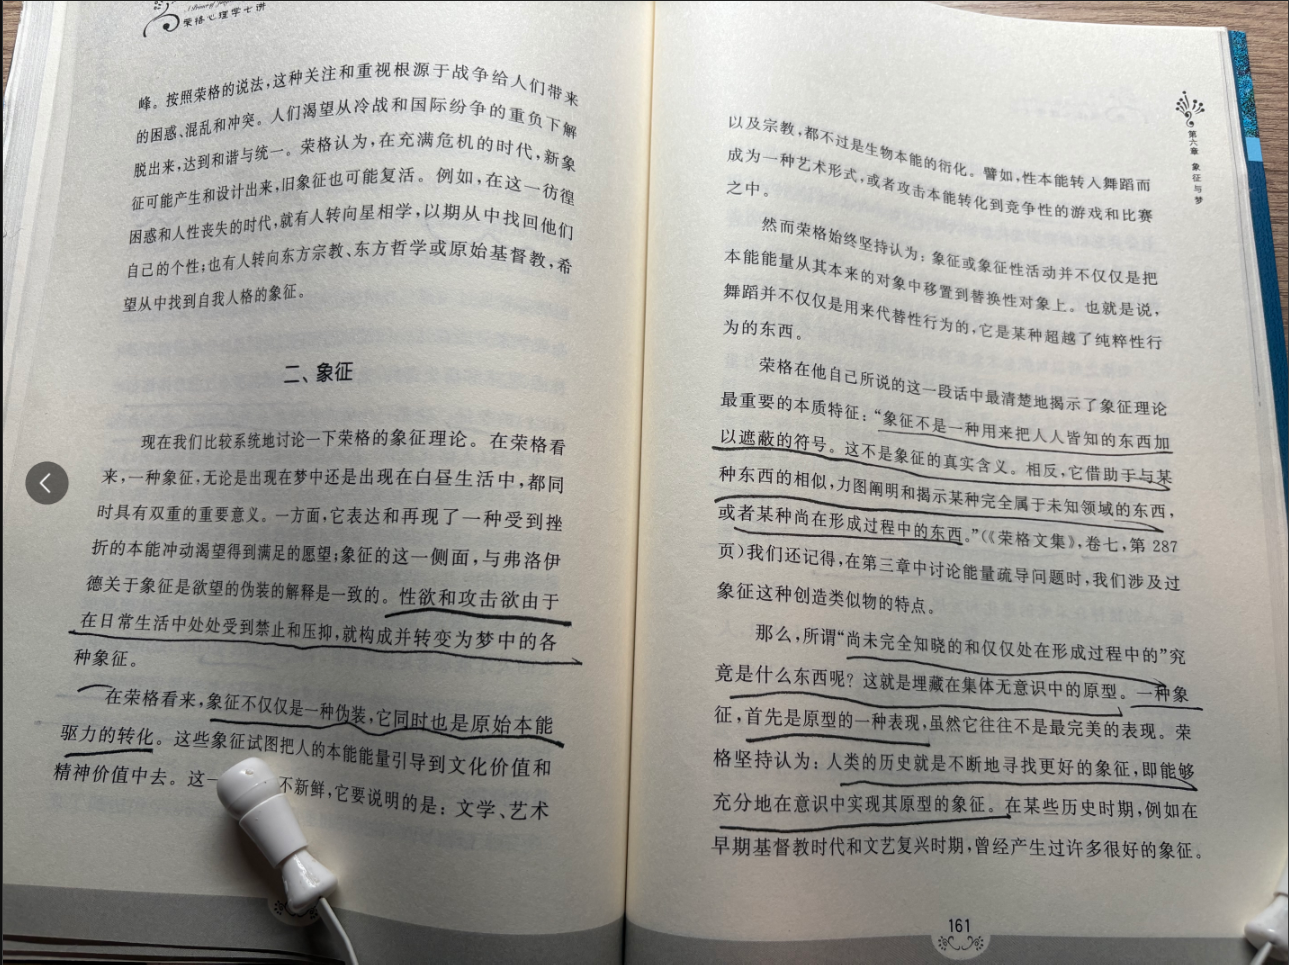 荣格心理学七讲
峰。按照荣格的说法,这种关注和重视根源于战争给人们带来
的困惑、混乱和冲突。人们渴望从冷战和国际纷争的重负下解
脱出来,达到和谐与统一。荣格认为,在充满危机的时代,新象
征可能产生和设计出来,旧象征也可能复活。例如,在这一彷徨
困惑和人性丧失的时代,就有人转向星相学,以期从中找回他们
自己的个性;也有人转向东方宗教、东方哲学或原始基督教,希
望从中找到自我人格的象征。
二、象征
现在我们比较系统地讨论一下荣格的象征理论。在荣格看
来,一种象征,无论是出现在梦中还是出现在白昼生活中,都同
时具有双重的重要意义。一方面,它表达和再现了一种受到挫
折的本能冲动渴望得到满足的愿望;象征的这一侧面,与弗洛伊
德关于象征是欲望的伪装的解释是一致的。性欲和攻击欲由于
在日常生活中处处受到禁止和压抑,就构成并转变为梦中的各
种象征。
在荣格看来,象征不仅仅是一种伪装,它同时也是原始本能
驱力的转化。这些象征试图把人的本能能量引导到文化价值和
精神价值中去。这一 不新鲜,它要说明的是:文学、艺术
第六章 象征与梦
以及宗教,都不过是生物本能的衍化。譬如,性本能转入舞蹈而
成为一种艺术形式,或者攻击本能转化到竞争性的游戏和比赛
之中。
然而荣格始终坚持认为:象征或象征性活动并不仅仅是把
本能能量从其本来的对象中移置到替换性对象上。也就是说,
舞蹈并不仅仅是用来代替性行为的,它是某种超越了纯粹性行
为的东西。
荣格在他自己所说的这一段话中最清楚地揭示了象征理论
最重要的本质特征:“象征不是一种用来把人人皆知的东西加
以遮蔽的符号。这不是象征的真实含义。相反,它借助于与某
种东西的相似,力图阐明和揭示某种完全属于未知领域的东西,
或者某种尚在形成过程中的东西。”(《荣格文集》,卷七,第 287
页)我们还记得,在第三章中讨论能量疏导问题时,我们涉及过
象征这种创造类似物的特点。
那么,所谓“尚未完全知晓的和仅仅处在形成过程中的”究
竟是什么东西呢?这就是埋藏在集体无意识中的原型。一种象
征,首先是原型的一种表现,虽然它往往不是最完美的表现。荣
格坚持认为:人类的历史就是不断地寻找更好的象征,即能够
充分地在意识中实现其原型的象征。在某些历史时期,例如在
早期基督教时代和文艺复兴时期,曾经产生过许多很好的象征。
161